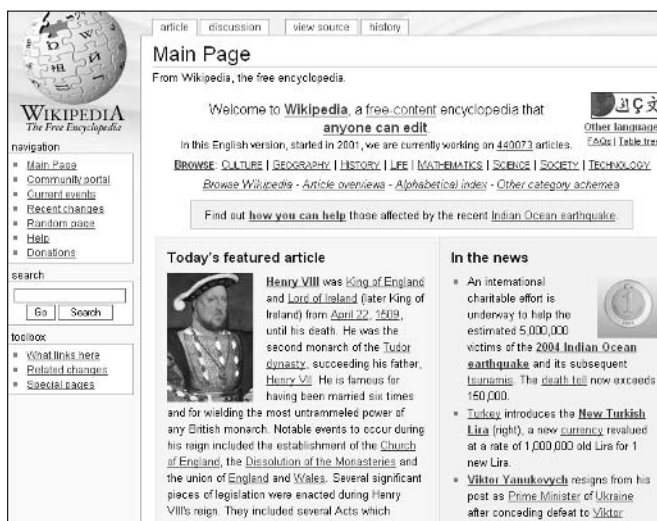 article discussion view source history
Main Page
From Wikipedia, the free encyclopedia.
WIKIPEDIA
The Free Encyclopedia
navigation
Main Page
Community portal
Current events
Recent changes
Random page
Help
Donations
search
Go Search
toolbox
What links here
Related changes
Special pages
Welcome to Wikipedia, a free-content encyclopedia that
anyone can edit.
In this English version, started in 2001, we are currently working on 440073 articles.
Other language
FAQs | Table free
BROWSE: CULTURE | GEOGRAPHY | HISTORY | LIFE | MATHEMATICS | SCIENCE | SOCIETY | TECHNOLOGY
Browse Wikipedia - Article overviews - Alphabetical index - Other category schemes
Find out how you can help those affected by the recent Indian Ocean earthquake.
Today's featured article
Henry VIII was King of England
and Lord of Ireland (later King of
Ireland) from April 22, 1509,
until his death. He was the
second monarch of the Tudor
dynasty, succeeding his father,
Henry VII. He is famous for
having been married six times
and for wielding the most untrammeled power of
any British monarch. Notable events to occur during
his reign included the establishment of the Church
of England, the Dissolution of the Monasteries and
the union of England and Wales. Several significant
pieces of legislation were enacted during Henry
VIII's reign. They included several Acts which
In the news
An international
charitable effort is
underway to help the
estimated 5,000,000
victims of the 2004 Indian Ocean
earthquake and its subsequent
tsunamis. The death toll now exceeds
150,000.
Turkey introduces the New Turkish
Lira (right), a new currency revalued
at a rate of 1,000,000 old Lira for 1
new Lira.
Viktor Yanukovych resigns from his
post as Prime Minister of Ukraine
after conceding defeat to Viktor